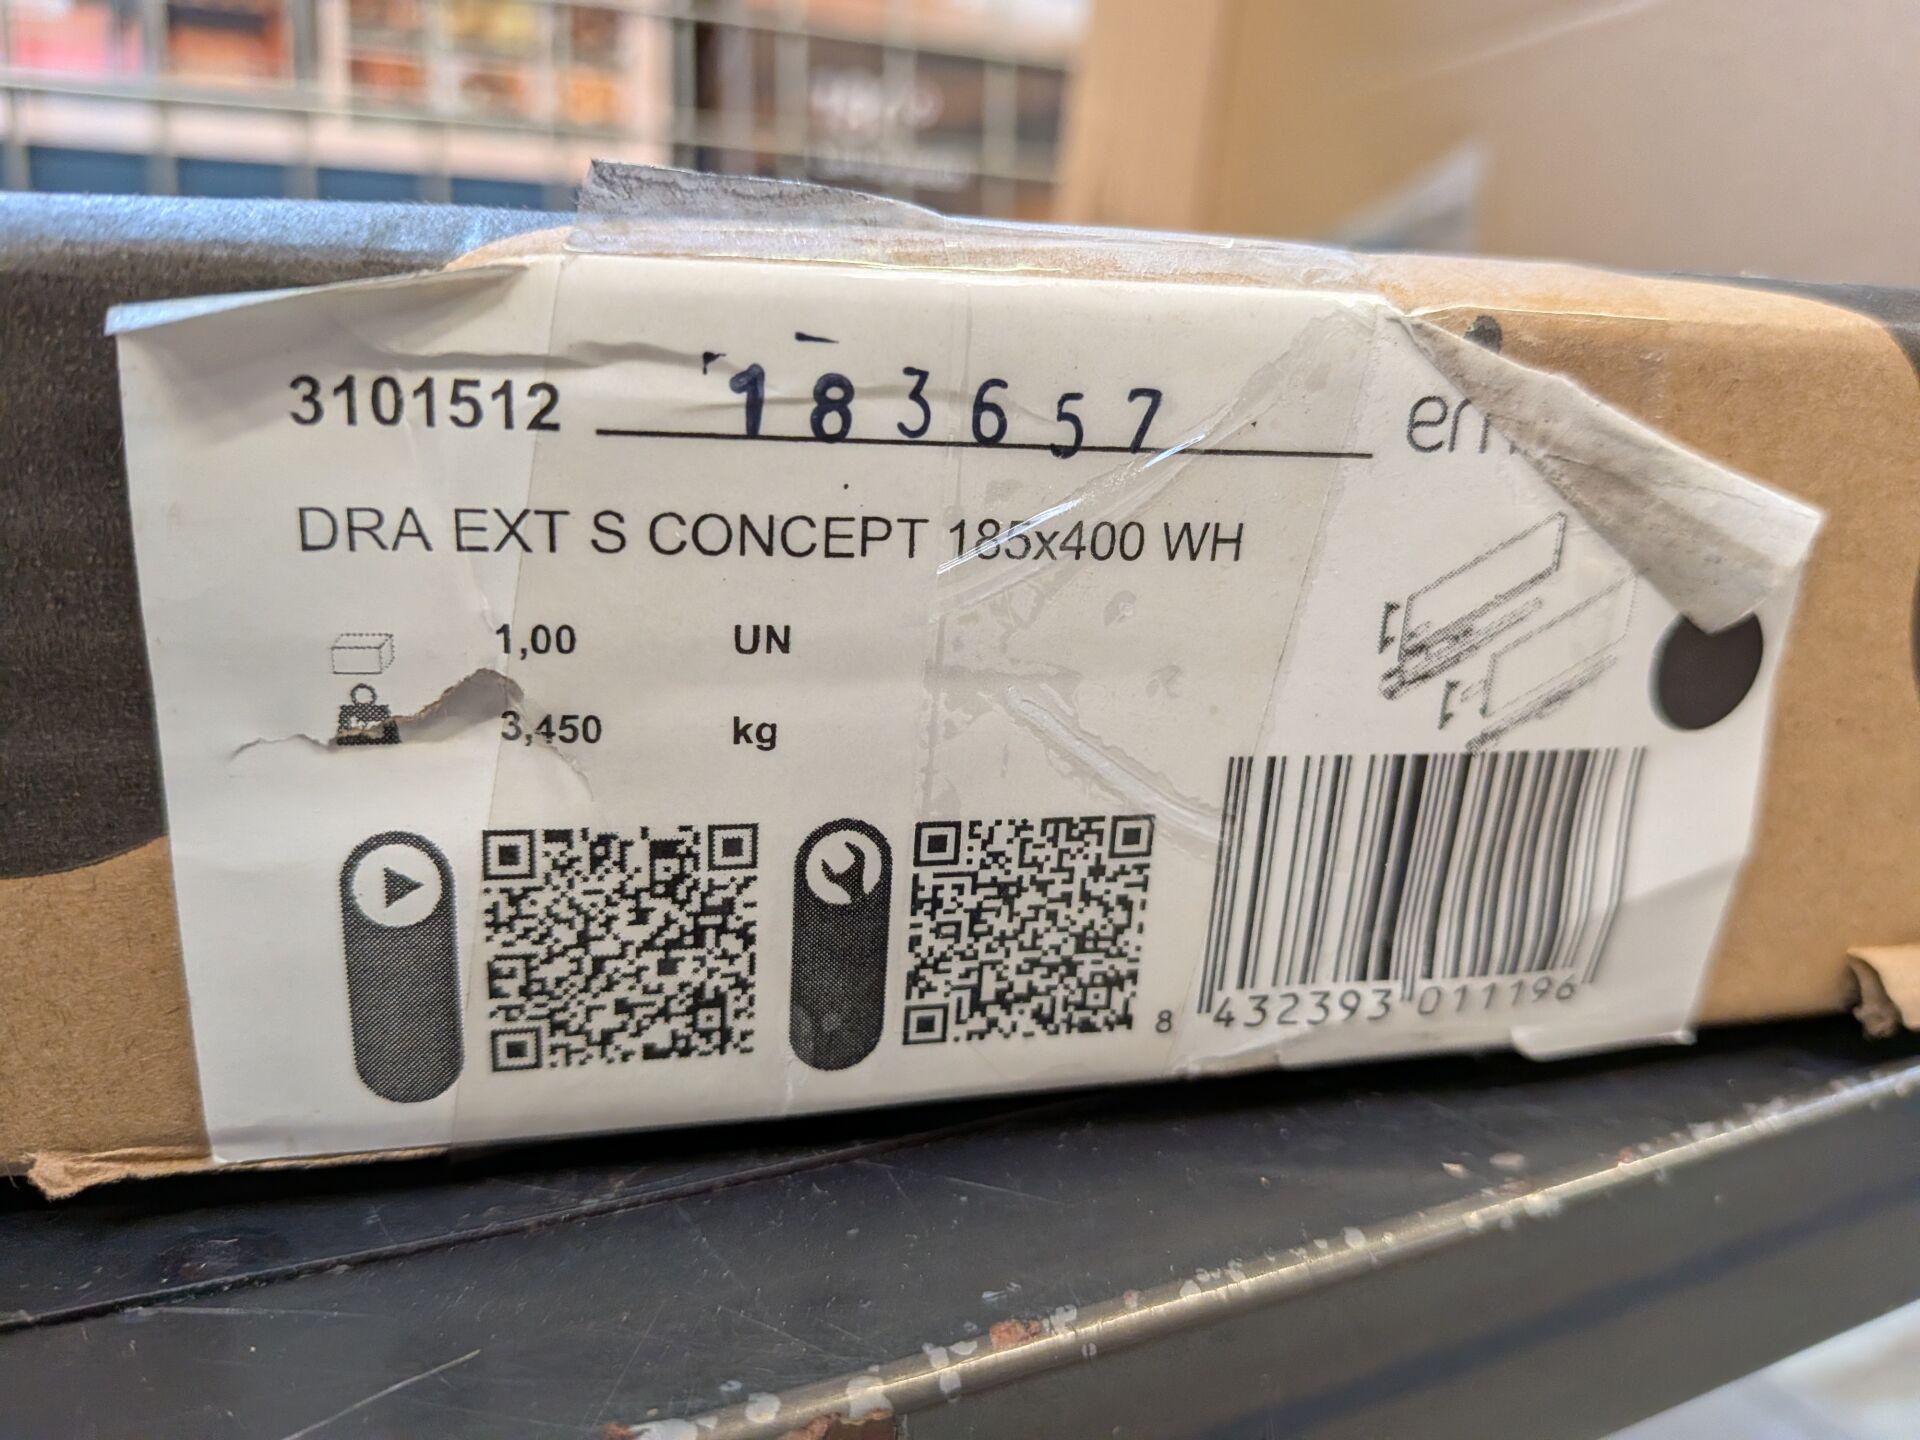 3101512 183657
DRA EXT S CONCEPT 185x400 WH
1,00 UN
3,450 kg
8 432393 011196